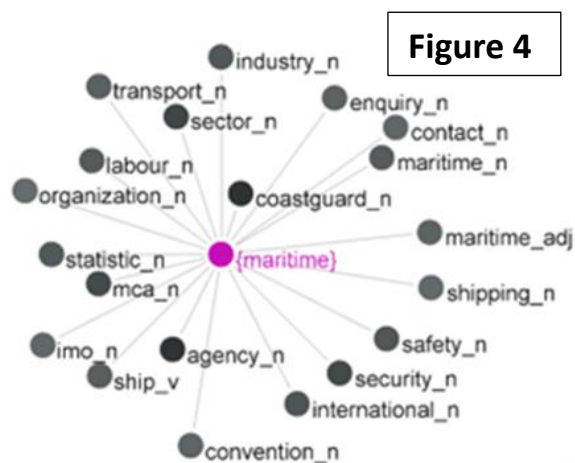 Figure 4
industry_n
transport_n
enquiry_n
sector_n
contact_n
labour_n
maritime_n
organization_n
coastguard_n
maritime_adj
statistic_n
{maritime}
mca_n
shipping_n
imo_n
agency_n
safety_n
ship_v
security_n
international_n
convention_n